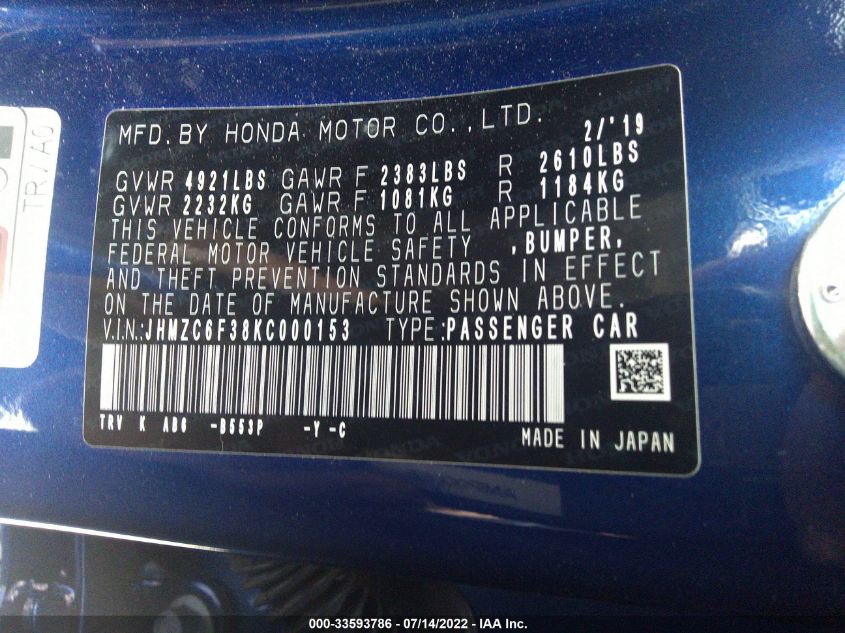 MFD. BY HONDA MOTOR CO., LTD. 2/'19
GVWR 4921LBS GAWR F 2383LBS R 2610LBS
GVWR 2232KG GAWR F 1081KG R 1184KG
THIS VEHICLE CONFORMS TO ALL APPLICABLE
FEDERAL MOTOR VEHICLE SAFETY ,BUMPER,
AND THEFT PREVENTION STANDARDS IN EFFECT
ON THE DATE OF MANUFACTURE SHOWN ABOVE.
V.I.N.:JHMZC6F38KC000153 TYPE:PASSENGER CAR
TRV K AB6 -B553P -Y -C
MADE IN JAPAN
TRV/A0
000-33593786 - 07/14/2022 - IAA Inc.